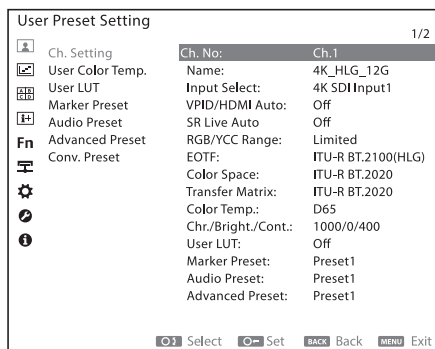 User Preset Setting
1/2
Ch. Setting
User Color Temp.
User LUT
Marker Preset
Audio Preset
Advanced Preset
Conv. Preset
A B
C D
Fn
Ch. No: Ch.1
Name: 4K_HLG_12G
Input Select: 4K SDI Input1
VPID/HDMI Auto: Off
SR Live Auto Off
RGB/YCC Range: Limited
EOTF: ITU-R BT.2100(HLG)
Color Space: ITU-R BT.2020
Transfer Matrix: ITU-R BT.2020
Color Temp.: D65
Chr./Bright./Cont.: 1000/0/400
User LUT: Off
Marker Preset: Preset1
Audio Preset: Preset1
Advanced Preset: Preset1
Select Set BACK Back MENU Exit